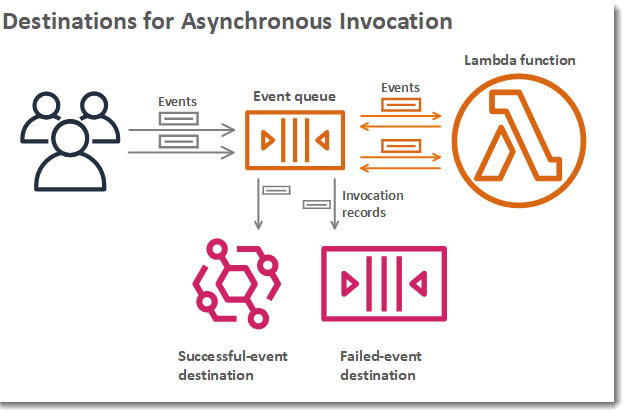 Destinations for Asynchronous Invocation
Lambda function
Events
Event queue
Events
Invocation
records
Successful-event
destination
Failed-event
destination